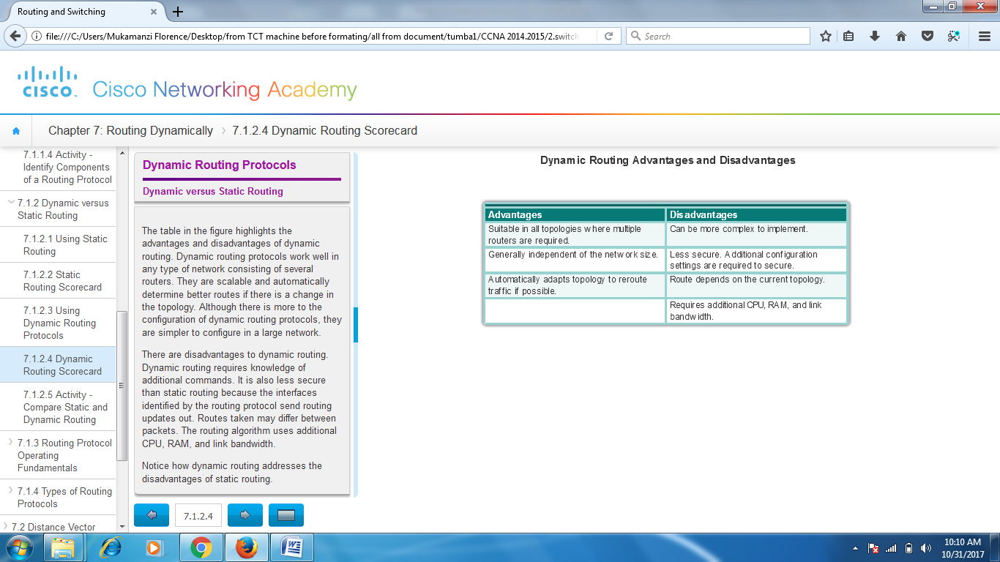 Routing and Switching
file:///C:/Users/Mukamanzi Florence/Desktop/from TCT machine before formating/all from document/tumba1/CCNA 2014.2015/2.switch
Search
CISCO
Cisco Networking Academy
Chapter 7: Routing Dynamically
7.1.2.4 Dynamic Routing Scorecard
7.1.1.4 Activity -
Identify Components
of a Routing Protocol
7.1.2 Dynamic versus
Static Routing
7.1.2.1 Using Static
Routing
7.1.2.2 Static
Routing Scorecard
7.1.2.3 Using
Dynamic Routing
Protocols
7.1.2.4 Dynamic
Routing Scorecard
7.1.2.5 Activity -
Compare Static and
Dynamic Routing
7.1.3 Routing Protocol
Operating
Fundamentals
7.1.4 Types of Routing
Protocols
7.2 Distance Vector
Dynamic Routing Protocols
Dynamic versus Static Routing
The table in the figure highlights the
advantages and disadvantages of dynamic
routing. Dynamic routing protocols work well in
any type of network consisting of several
routers. They are scalable and automatically
determine better routes if there is a change in
the topology. Although there is more to the
configuration of dynamic routing protocols, they
are simpler to configure in a large network.
There are disadvantages to dynamic routing.
Dynamic routing requires knowledge of
additional commands. It is also less secure
than static routing because the interfaces
identified by the routing protocol send routing
updates out. Routes taken may differ between
packets. The routing algorithm uses additional
CPU, RAM, and link bandwidth.
Notice how dynamic routing addresses the
disadvantages of static routing.
7.1.2.4
Dynamic Routing Advantages and Disadvantages
Advantages
Disadvantages
Suitable in all topologies where multiple
routers are required.
Can be more complex to implement.
Generally independent of the network size.
Less secure. Additional configuration
settings are required to secure.
Automatically adapts topology to reroute
traffic if possible.
Route depends on the current topology.
Requires additional CPU, RAM, and link
bandwidth.
10:10 AM
10/31/2017